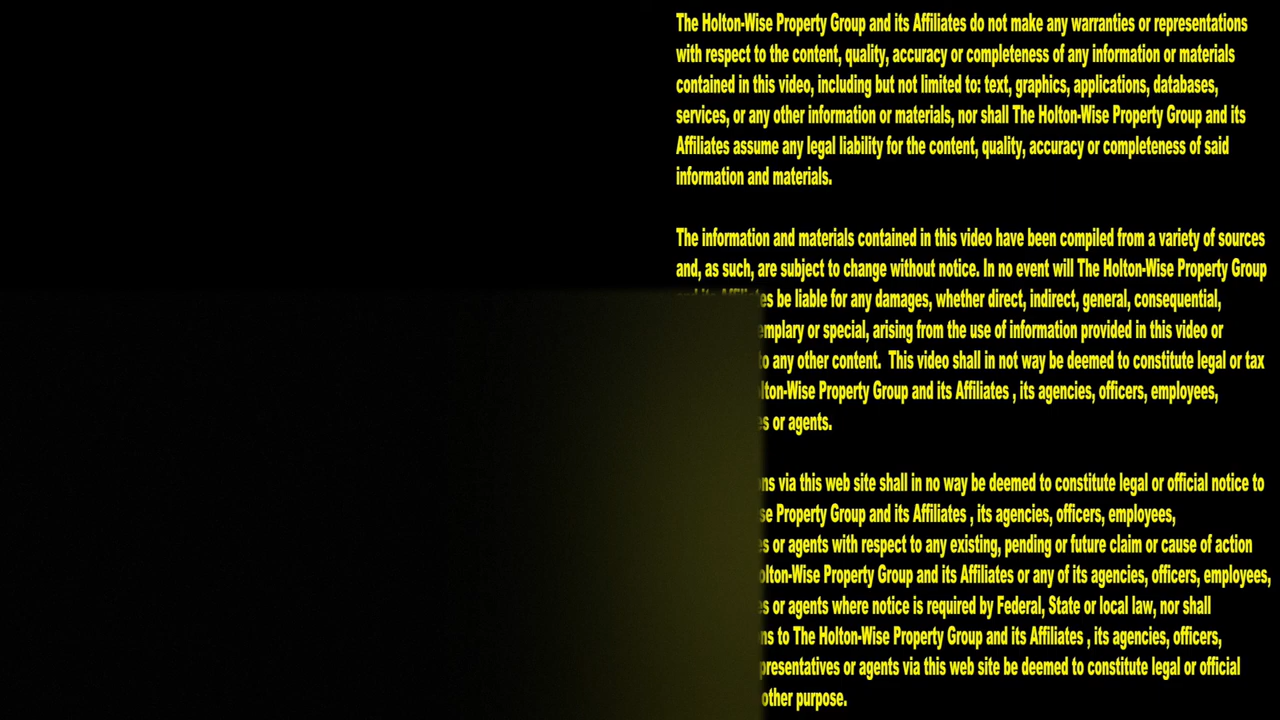 The Holton-Wise Property Group and its Affiliates do not make any warranties or representations
with respect to the content, quality, accuracy or completeness of any information or materials
contained in this video, including but not limited to: text, graphics, applications, databases,
services, or any other information or materials, nor shall The Holton-Wise Property Group and its
Affiliates assume any legal liability for the content, quality, accuracy or completeness of said
information and materials.
The information and materials contained in this video have been compiled from a variety of sources
and, as such, are subject to change without notice. In no event will The Holton-Wise Property Group
and its Affiliates be liable for any damages, whether direct, indirect, general, consequential,
or special, arising from the use of information provided in this video or
any other content. This video shall in not way be deemed to constitute legal or tax
Property Group and its Affiliates , its agencies, officers, employees,
or agents.
via this web site shall in no way be deemed to constitute legal or official notice to
Property Group and its Affiliates , its agencies, officers, employees,
or agents with respect to any existing, pending or future claim or cause of action
Property Group and its Affiliates or any of its agencies, officers, employees,
or agents where notice is required by Federal, State or local law, nor shall
to The Holton-Wise Property Group and its Affiliates , its agencies, officers,
or agents via this web site be deemed to constitute legal or official
other purpose.